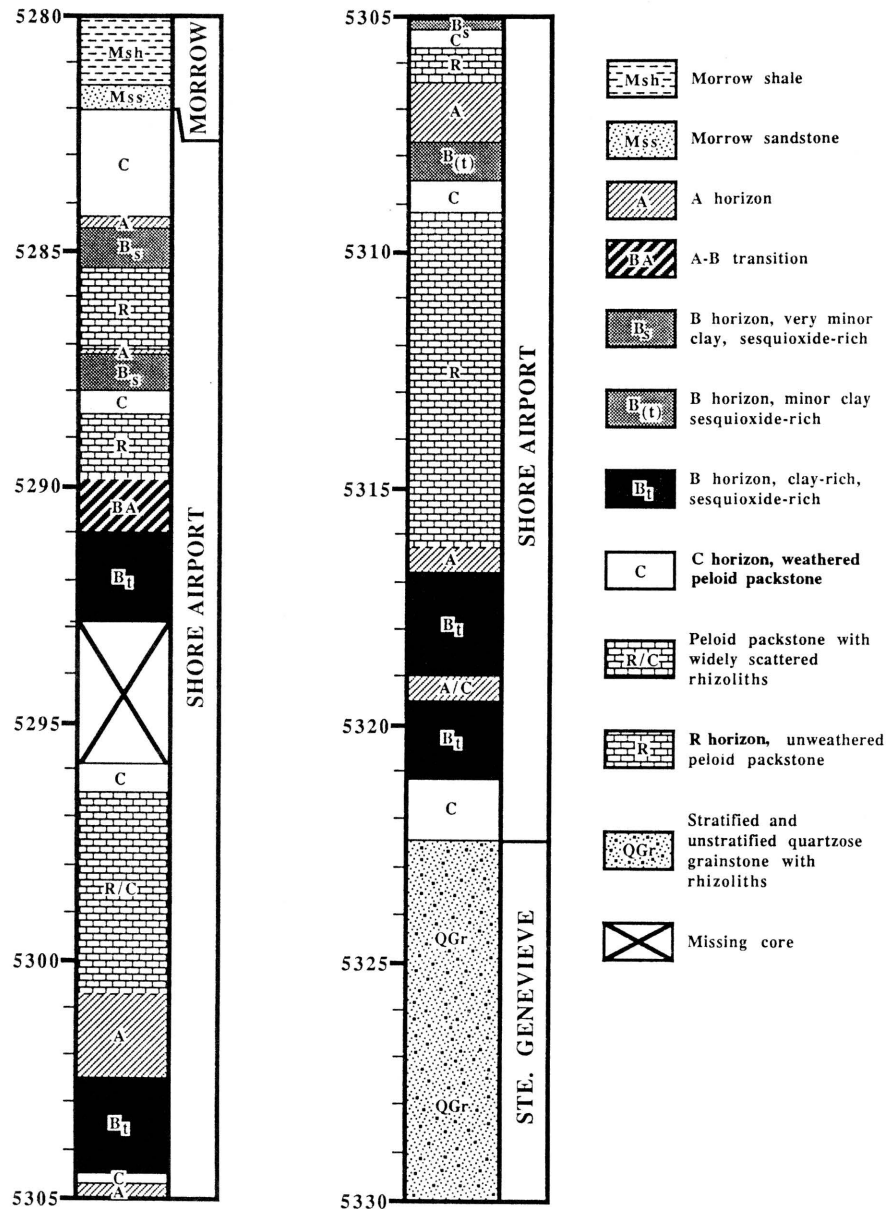 5280
Msh
Mss
C
A
Bs
5285
R
A
Bs
C
R
5290
BA
Bt
5295
C
R/C
5300
A
Bt
C
A
5305
MORROW
SHORE AIRPORT
5305
Bs
C
R
A
B(t)
C
5310
R
5315
A
Bt
A/C
5320
Bt
C
QGr
5325
QGr
5330
SHORE AIRPORT
STE. GENEVIEVE
Msh
Morrow shale
Mss
Morrow sandstone
A
A horizon
BA
A-B transition
Bs
B horizon, very minor
clay, sesquioxide-rich
B(t)
B horizon, minor clay
sesquioxide-rich
Bt
B horizon, clay-rich,
sesquioxide-rich
C
C horizon, weathered
peloid packstone
R/C
Peloid packstone with
widely scattered
rhizoliths
R
R horizon, unweathered
peloid packstone
QGr
Stratified and
unstratified quartzose
grainstone with
rhizoliths
Missing core